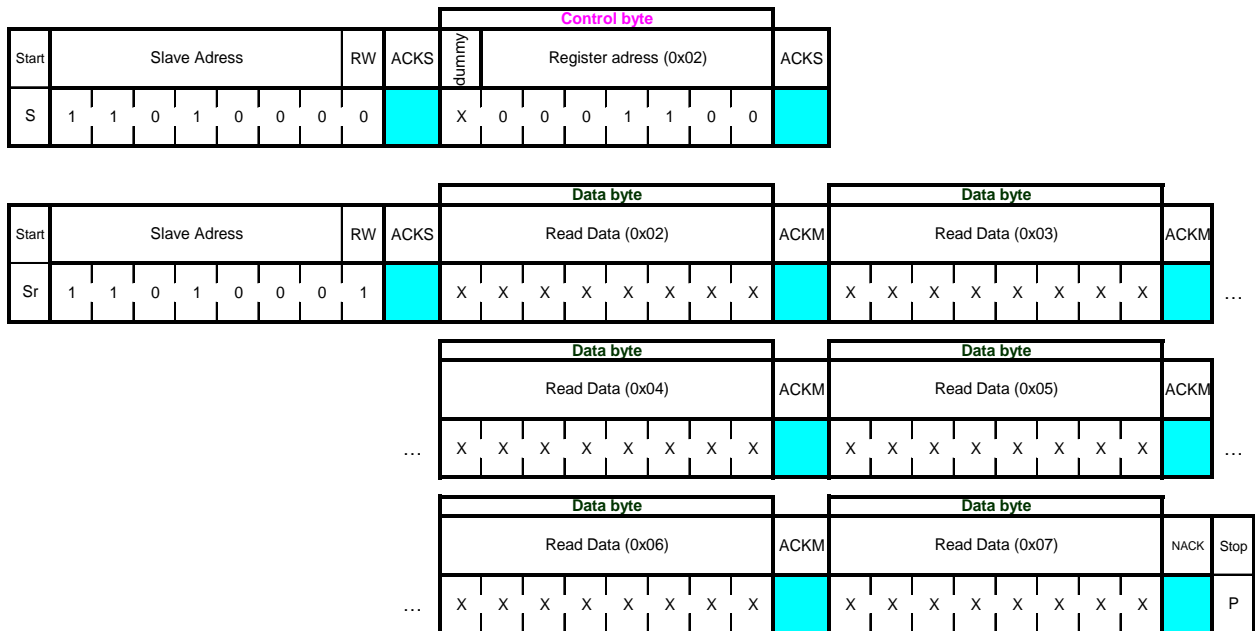 Control byte
Start Slave Adress RW ACKS dummy Register adress (0x02) ACKS
S 1 1 0 1 0 0 0 0 X 0 0 0 1 1 0 0
Data byte Data byte
Start Slave Adress RW ACKS Read Data (0x02) ACKM Read Data (0x03) ACKM
Sr 1 1 0 1 0 0 0 1 X X X X X X X X X X X X X X X X …
Data byte Data byte
Read Data (0x04) ACKM Read Data (0x05) ACKM
… X X X X X X X X X X X X X X X X …
Data byte Data byte
Read Data (0x06) ACKM Read Data (0x07) NACK Stop
… X X X X X X X X X X X X X X X X P